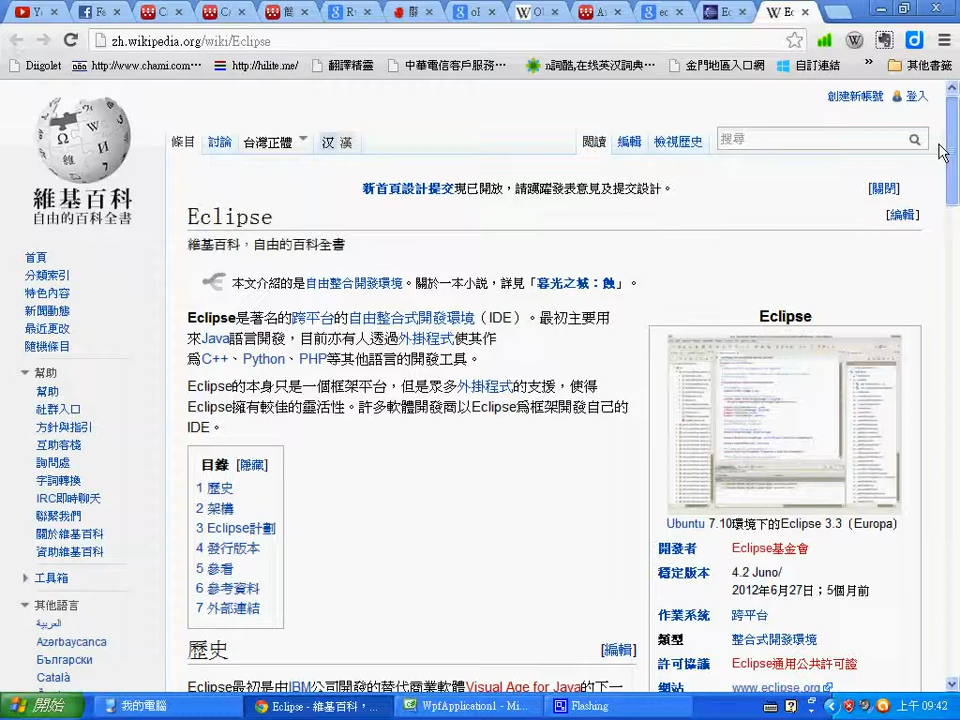 zh.wikipedia.org/wiki/Eclipse
Diigolet
http://www.chami.com…
http://hilite.me/
翻譯精靈
中華電信客戶服務…
n詞酷,在线英汉词典…
金門地區入口網
自訂連結
其他書籤
創建新帳號 登入
條目 討論 台灣正體 汉 漢 閱讀 編輯 檢視歷史 搜尋
新首頁設計提交現已開放，請踴躍發表意見及提交設計。 [關閉]
Eclipse [編輯]
維基百科，自由的百科全書
維基百科
自由的百科全書
本文介紹的是自由整合開發環境。關於一本小說，詳見「暮光之城：蝕」。
Eclipse是著名的跨平台的自由整合式開發環境（IDE）。最初主要用
來Java語言開發，目前亦有人透過外掛程式使其作
為C++、Python、PHP等其他語言的開發工具。
Eclipse的本身只是一個框架平台，但是眾多外掛程式的支援，使得
Eclipse擁有較佳的靈活性。許多軟體開發商以Eclipse為框架開發自己的
IDE。
目錄 [隱藏]
1 歷史
2 架構
3 Eclipse計劃
4 發行版本
5 參看
6 參考資料
7 外部連結
歷史 [編輯]
Eclipse最初是由IBM公司開發的替代商業軟體Visual Age for Java的下一
Eclipse
Ubuntu 7.10環境下的Eclipse 3.3（Europa）
開發者 Eclipse基金會
穩定版本 4.2 Juno/
2012年6月27日；5個月前
作業系統 跨平台
類型 整合式開發環境
許可協議 Eclipse通用公共許可證
網站 www.eclipse.org
首頁
分類索引
特色內容
新聞動態
最近更改
隨機條目
幫助
幫助
社群入口
方針與指引
互助客棧
詢問處
字詞轉換
IRC即時聊天
聯繫我們
關於維基百科
資助維基百科
工具箱
其他語言
العربية
Azərbaycanca
Български
Català
開始
我的電腦
Eclipse - 維基百科，…
WpfApplication1 - Mi…
Flashing
上午 09:42